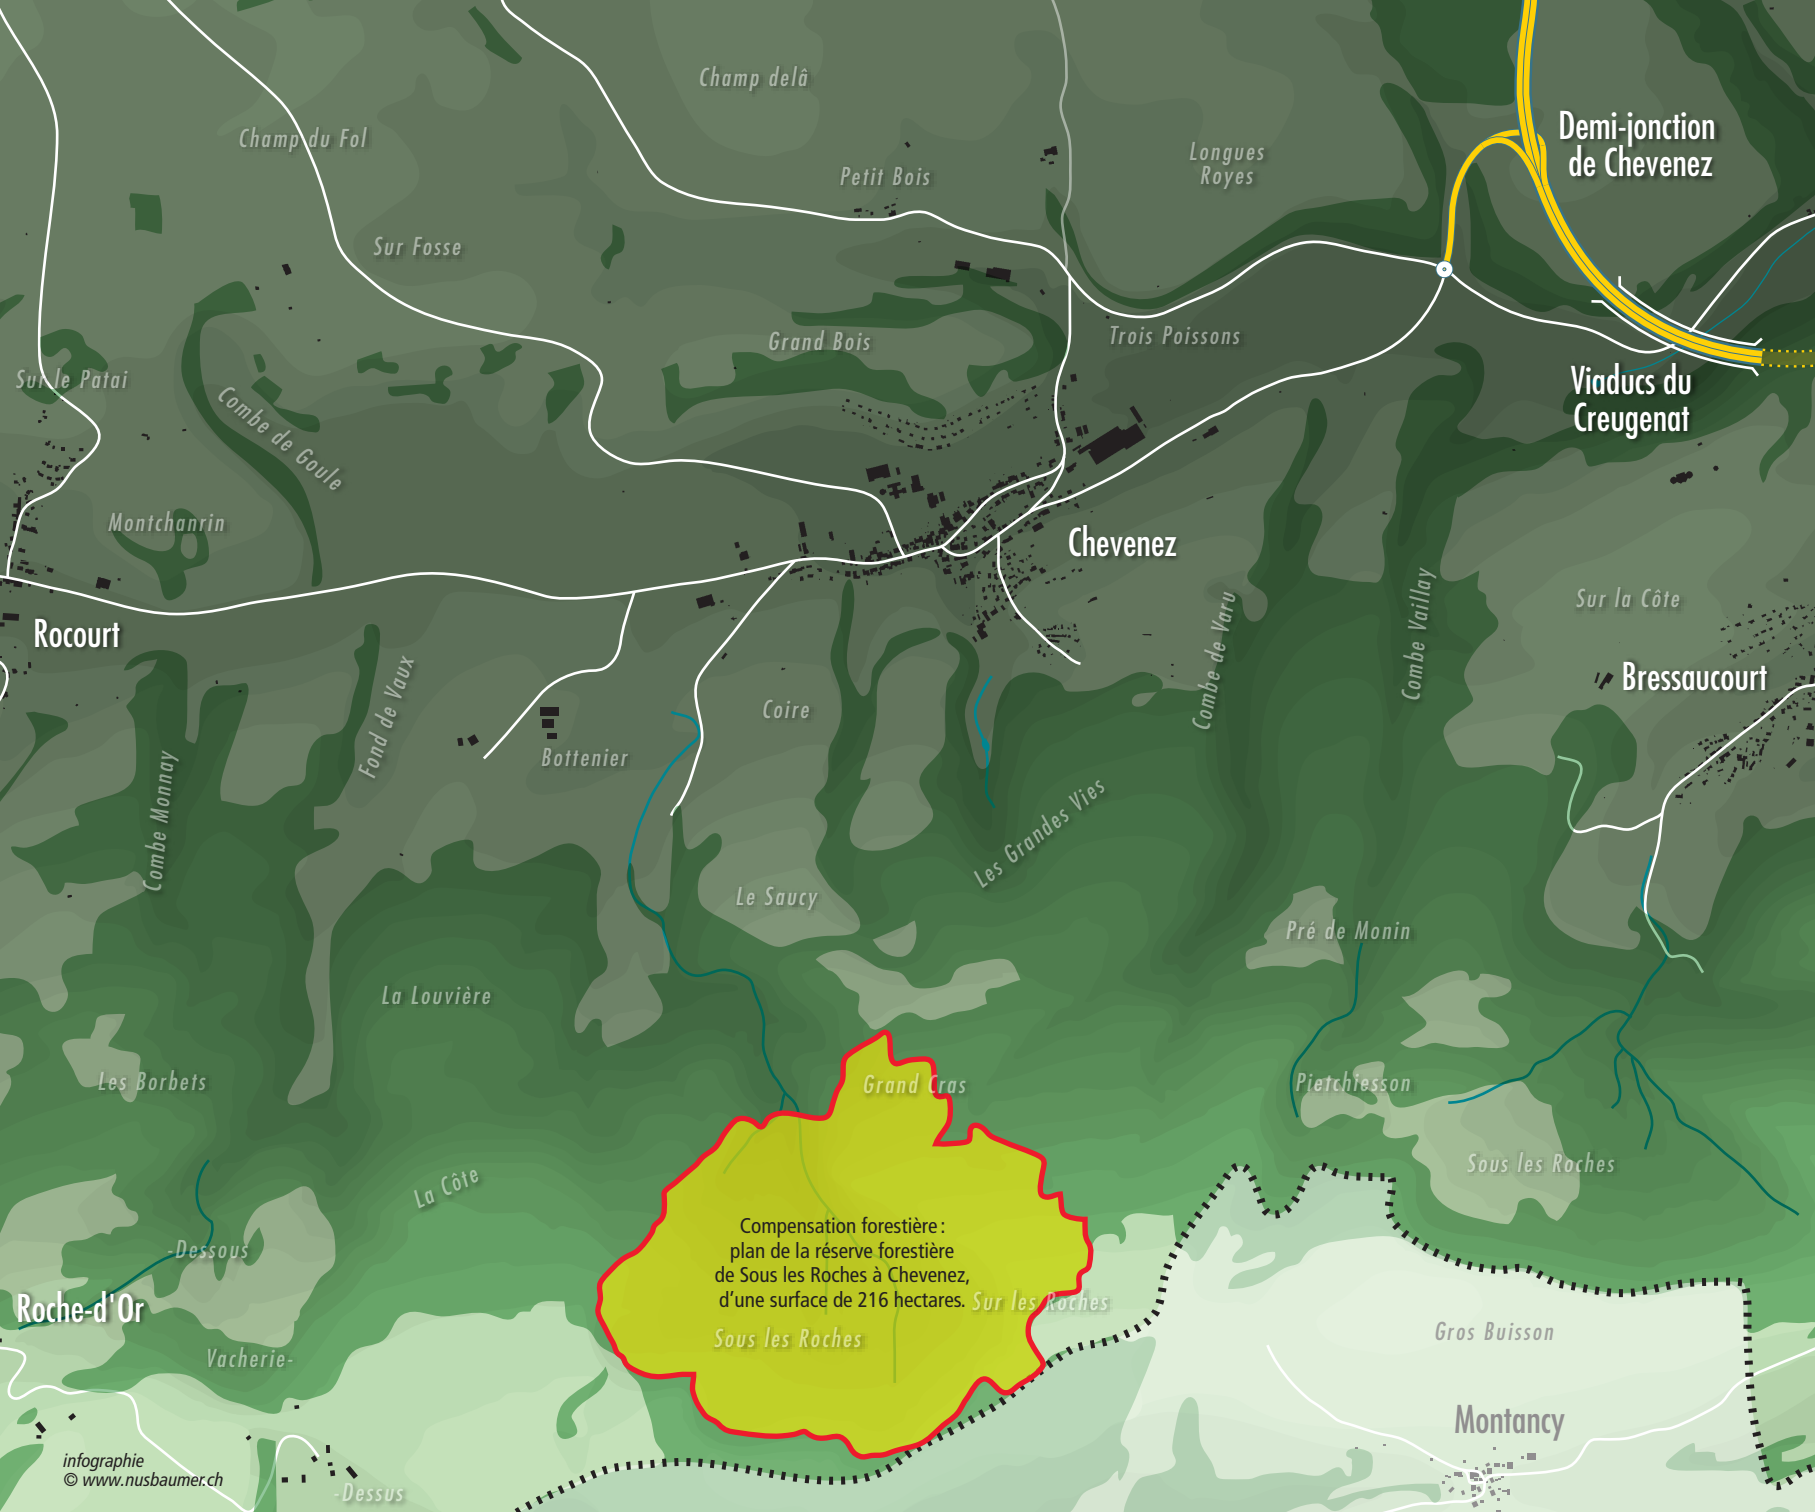 Champ delâ
Demi-jonction
de Chevenez
Champ du Fol
Longues
Royes
Petit Bois
Sur Fosse
Trois Poissons
Grand Bois
Sur le Patai
Viaducs du
Creugenat
Combe de Goule
Montchanrin
Chevenez
Sur la Côte
Rocourt
Combe de Varu
Combe Vaillay
Bressaucourt
Fond de Vaux
Coire
Bottenier
Combe Monnay
Les Grandes Vies
Le Saucy
Pré de Monin
La Louvière
Les Borbets
Grand Cras
Pietchiesson
Sous les Roches
La Côte
Compensation forestière :
plan de la réserve forestière
de Sous les Roches à Chevenez,
d'une surface de 216 hectares.
-Dessous
Sur les Roches
Roche-d'Or
Sous les Roches
Gros Buisson
Vacherie-
Montancy
infographie
© www.nusbaumer.ch
-Dessus